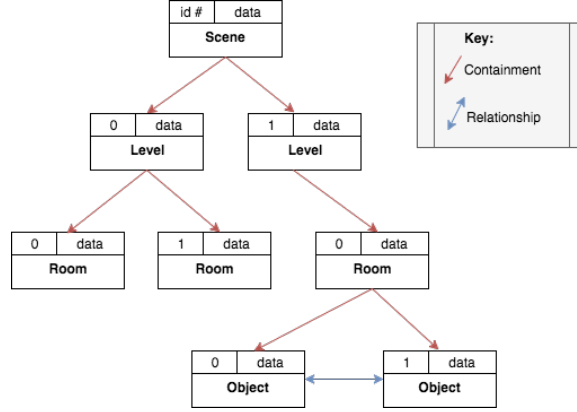 id # data
Scene
Key:
Containment
Relationship
0 data
Level
1 data
Level
0 data
Room
1 data
Room
0 data
Room
0 data
Object
1 data
Object